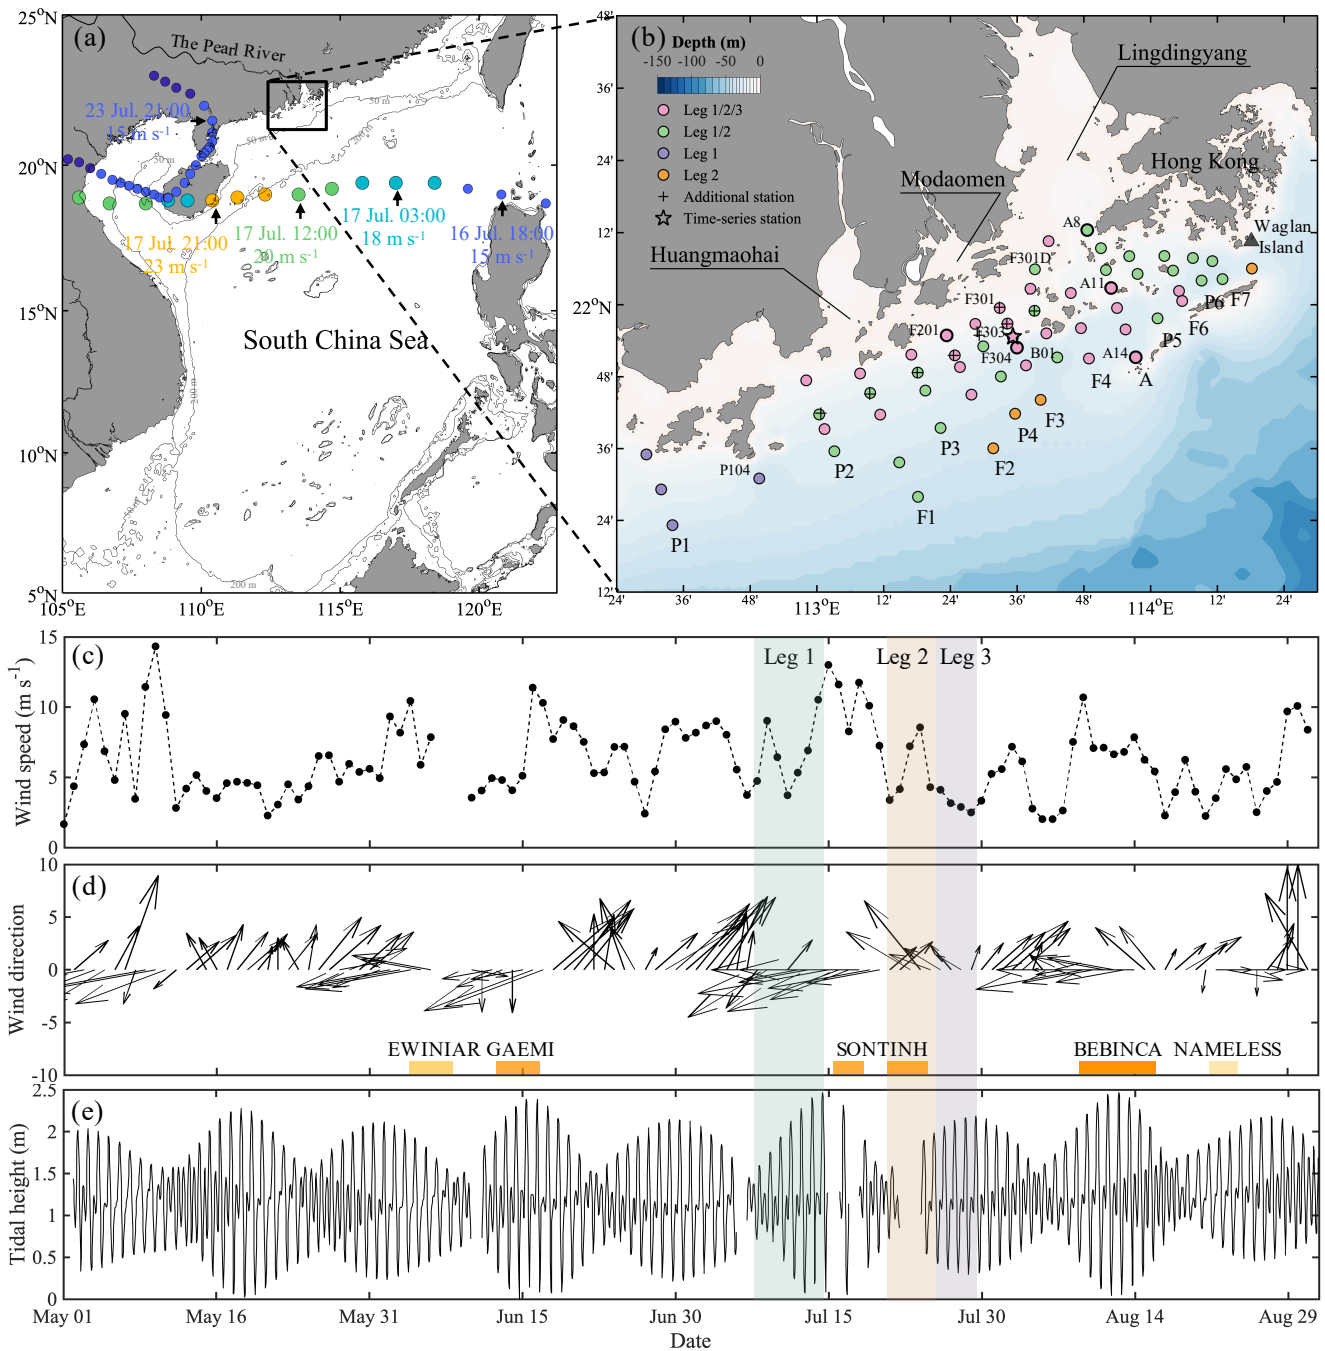 (a)
The Pearl River
50 m
50 m
200 m
50 m
200 m
200 m
23 Jul. 21:00
15 m s⁻¹
17 Jul. 21:00
23 m s⁻¹
17 Jul. 12:00
20 m s⁻¹
17 Jul. 03:00
18 m s⁻¹
16 Jul. 18:00
15 m s⁻¹
South China Sea
25°N
20°N
15°N
10°N
5°N
105°E
110°E
115°E
120°E
(b)
Depth (m)
-150
-100
-50
0
Leg 1/2/3
Leg 1/2
Leg 1
Leg 2
Additional station
Time-series station
Lingdingyang
Hong Kong
Modaomen
Huangmaohai
Waglan
Island
A8
F301D
A11
F301
F201
F303
F304
B01
A14
P104
P6
F7
F6
P5
A
F4
F3
P4
F2
P3
F1
P2
P1
48'
36'
24'
12'
22°N
48'
36'
24'
12'
24'
36'
48'
113°E
12'
24'
36'
48'
114°E
12'
24'
(c)
Wind speed (m s⁻¹)
15
10
5
0
Leg 1
Leg 2
Leg 3
(d)
Wind direction
10
5
0
-5
-10
EWINIAR
GAEMI
SONTINH
BEBINCA
NAMELESS
(e)
Tidal height (m)
2.5
2
1.5
1
0.5
0
May 01
May 16
May 31
Jun 15
Jun 30
Jul 15
Jul 30
Aug 14
Aug 29
Date